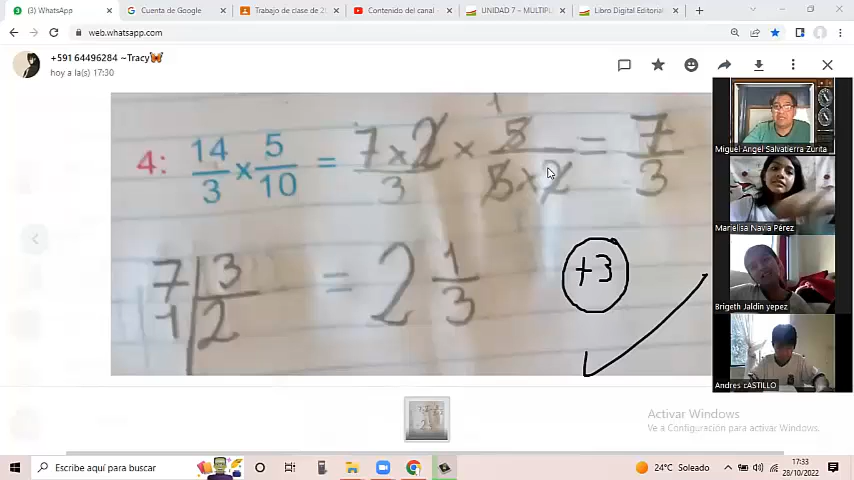 (3) WhatsApp
Cuenta de Google
Trabajo de clase de 2
Contenido del canal -
UNIDAD 7 – MULTIPL
Libro Digital Editorial
web.whatsapp.com
+591 64496284 ~Tracy🦋
hoy a la(s) 17:30
4: 14/3 x 5/10 = 7 x 2/3 x 5/5 x 2 = 7/3
1
7 | 3 = 2 1/3
1 | 2
+3
Miguel Angel Salvatierra Zurita
Marielisa Navia Pérez
Brigeth Jaldin yepez
Andres cASTILLO
Activar Windows
Ve a Configuración para activar Windows.
Escribe aquí para buscar
24°C Soleado
17:33
28/10/2022